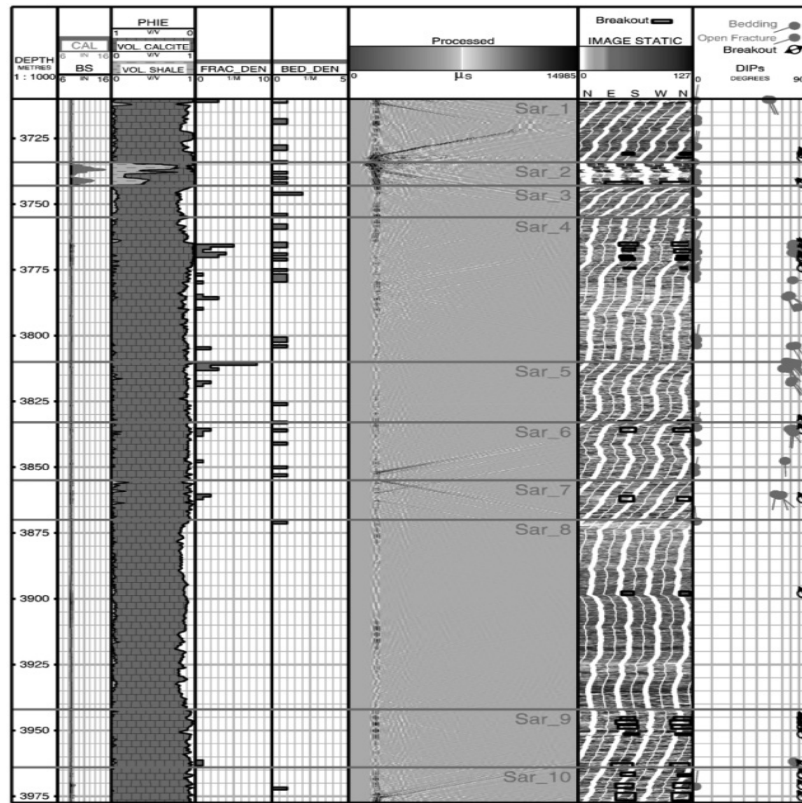 PHIE
1 V/V 0
CAL
6 IN 16
VOL. CALCITE
0 V/V 1
DEPTH
METRES
1 : 1000
BS
6 IN 16
VOL. SHALE
0 V/V 1
FRAC_DEN
0 1:M 10
BED_DEN
0 1:M 5
Processed
0 µs 14985
Breakout
IMAGE STATIC
0 127
N E S W N
Bedding
Open Fracture
Breakout
DIPs
0 DEGREES 90
Sar_1
3725
Sar_2
Sar_3
3750
Sar_4
3775
3800
Sar_5
3825
Sar_6
3850
Sar_7
3875
Sar_8
3900
3925
Sar_9
3950
Sar_10
3975